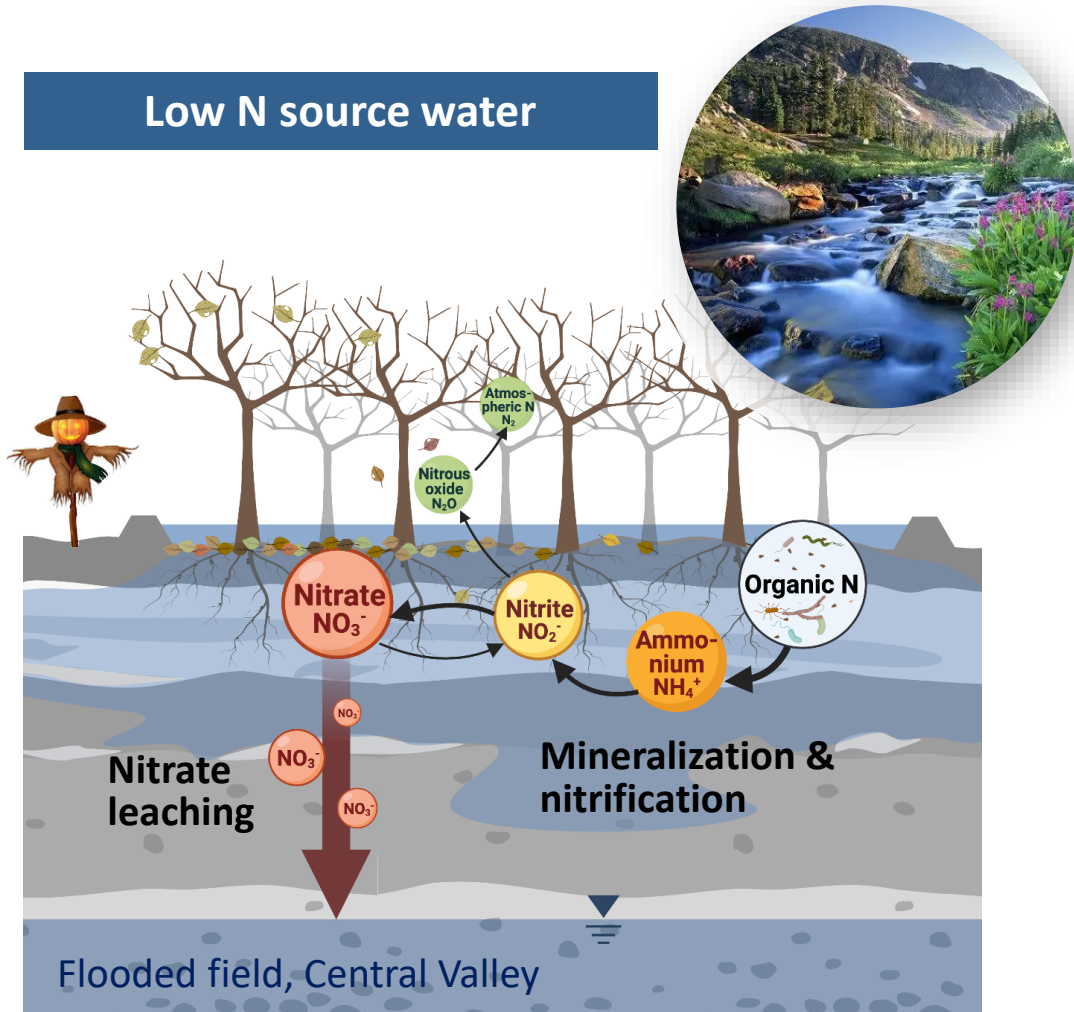 Low N source water
Atmos-
pheric N
N₂
Nitrous
oxide
N₂O
Organic N
Nitrate
NO₃⁻
Nitrite
NO₂⁻
Ammo-
nium
NH₄⁺
NO₃⁻
NO₃⁻
NO₃⁻
Nitrate
leaching
Mineralization &
nitrification
Flooded field, Central Valley